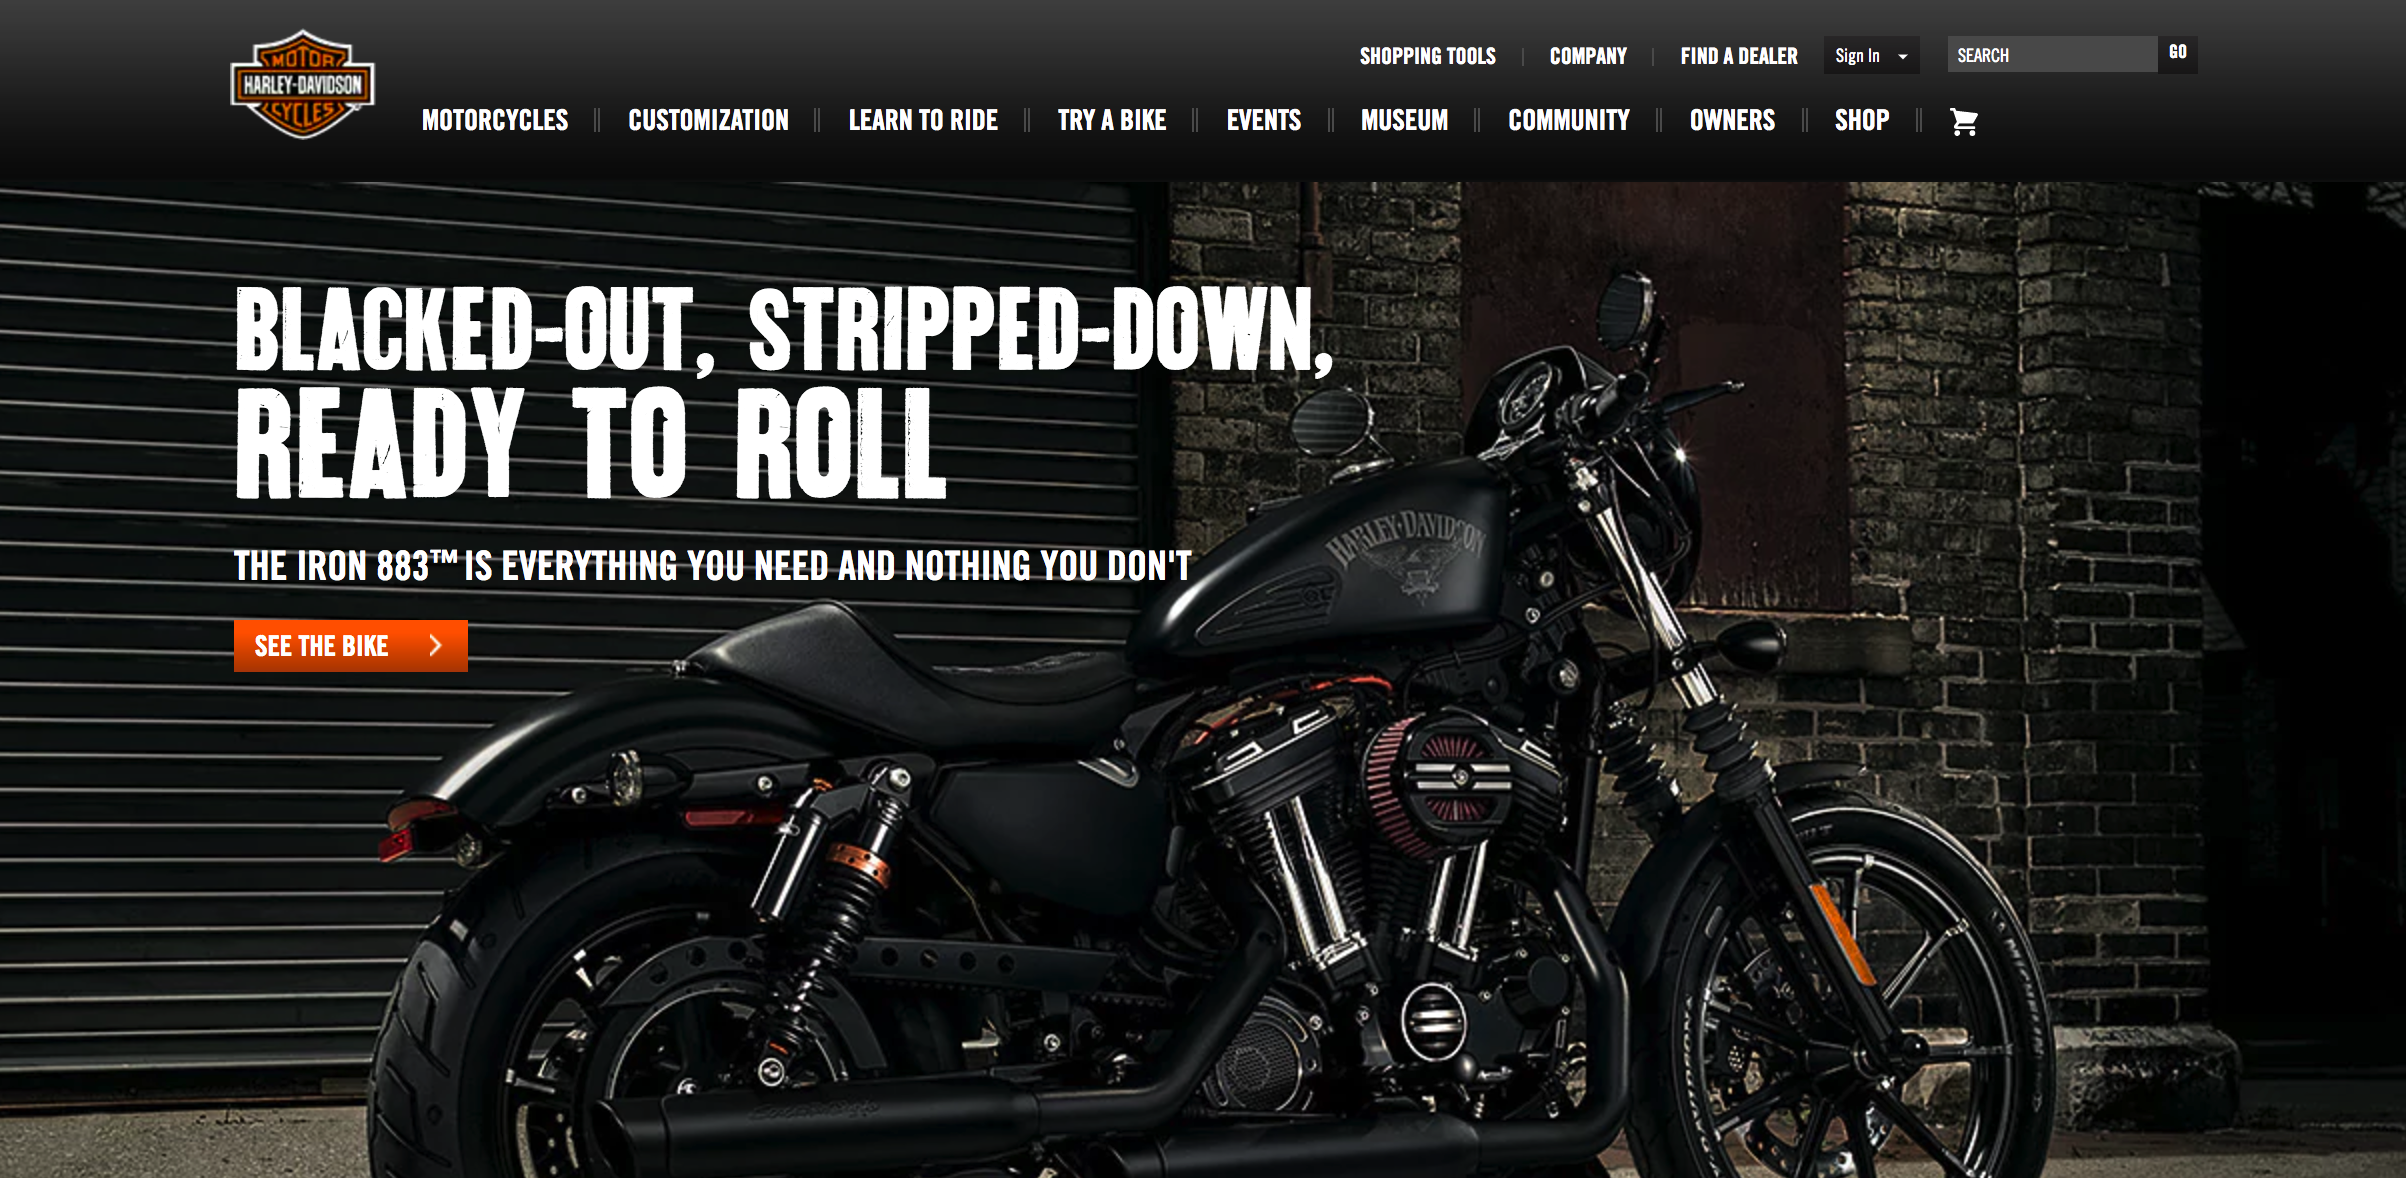 MOTOR
HARLEY-DAVIDSON
CYCLES
SHOPPING TOOLS
COMPANY
FIND A DEALER
Sign In
SEARCH
GO
MOTORCYCLES
CUSTOMIZATION
LEARN TO RIDE
TRY A BIKE
EVENTS
MUSEUM
COMMUNITY
OWNERS
SHOP
BLACKED-OUT, STRIPPED-DOWN,
READY TO ROLL
THE IRON 883™ IS EVERYTHING YOU NEED AND NOTHING YOU DON'T
SEE THE BIKE
HARLEY-DAVIDSON
MICHELIN